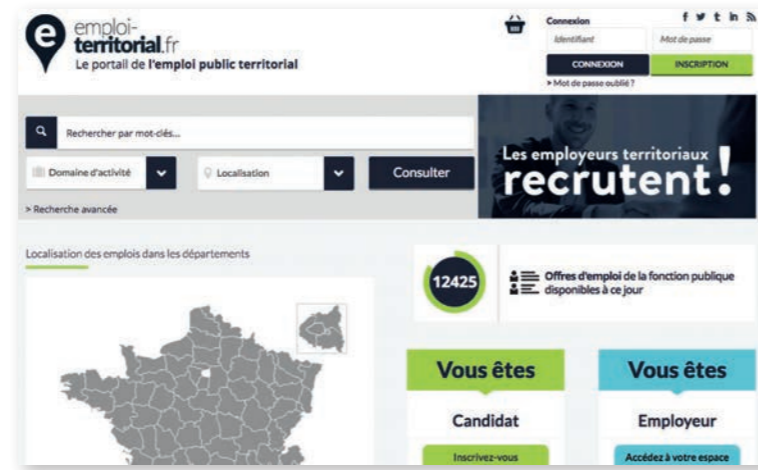 e
emploi-
territorial.fr
Le portail de l'emploi public territorial
Connexion
Identifiant
Mot de passe
CONNEXION
INSCRIPTION
> Mot de passe oublié ?
Rechercher par mot-clés...
Domaine d'activité
Localisation
Consulter
> Recherche avancée
Les employeurs territoriaux
recrutent !
Localisation des emplois dans les départements
12425
Offres d'emploi de la fonction publique
disponibles à ce jour
Vous êtes
Candidat
Inscrivez-vous
Vous êtes
Employeur
Accédez à votre espace